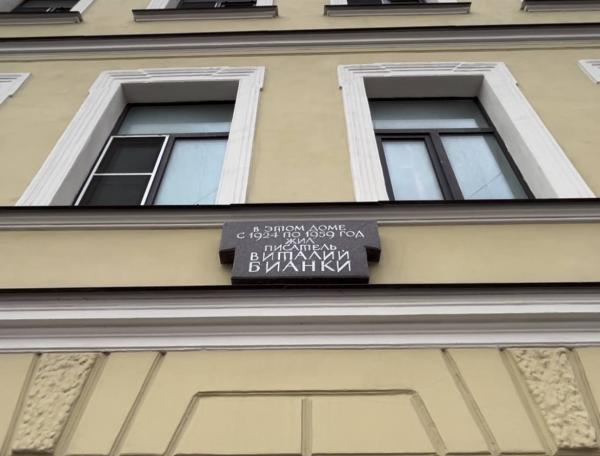 В ЭТОМ ДОМЕ
С 1924 ПО 1959 ГОД
ЖИЛ
ПИСАТЕЛЬ
ВИТАЛИЙ
БИАНКИ